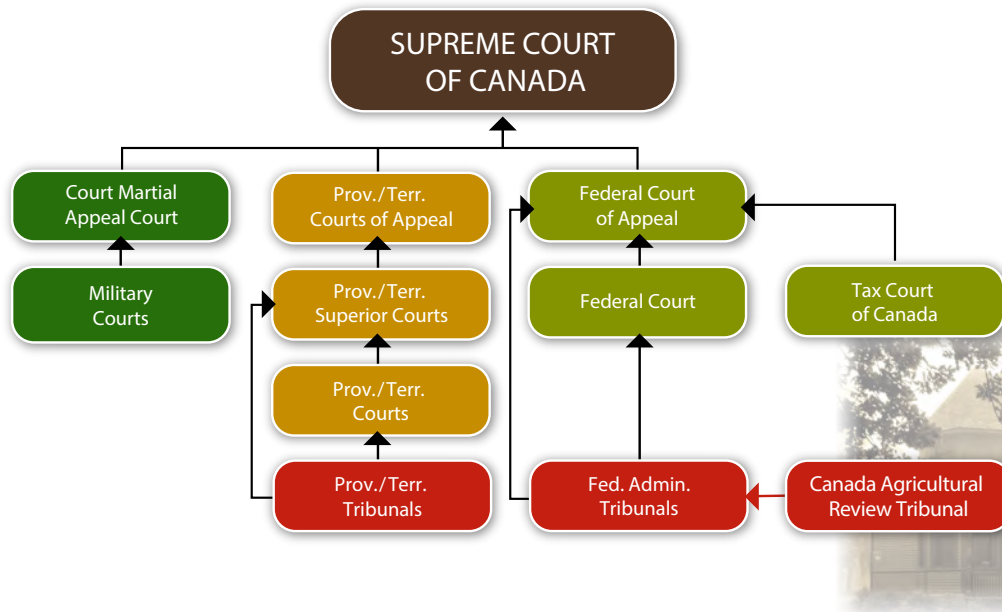 SUPREME COURT
OF CANADA
Court Martial
Appeal Court
Prov./Terr.
Courts of Appeal
Federal Court
of Appeal
Military
Courts
Prov./Terr.
Superior Courts
Federal Court
Tax Court
of Canada
Prov./Terr.
Courts
Prov./Terr.
Tribunals
Fed. Admin.
Tribunals
Canada Agricultural
Review Tribunal